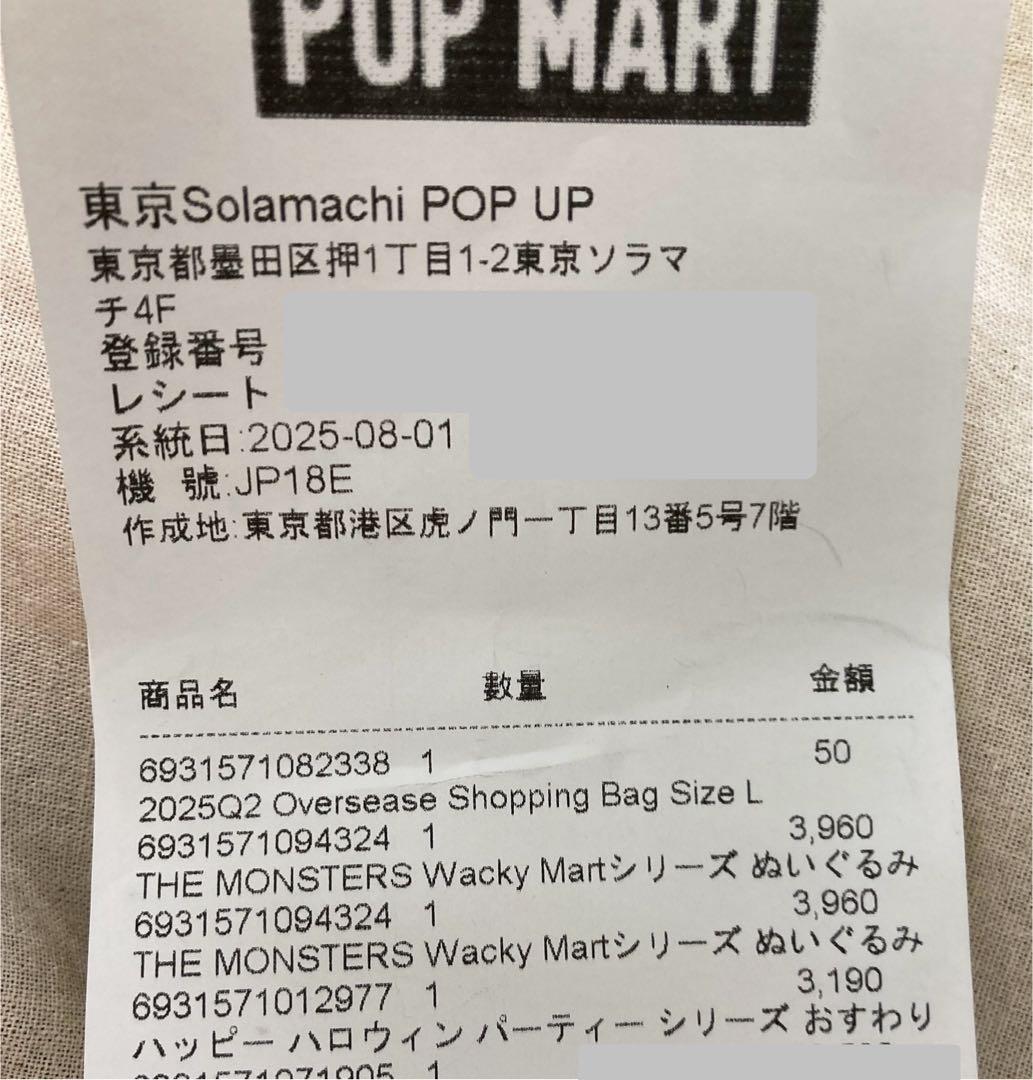 POP MART
東京Solamachi POP UP
東京都墨田区押1丁目1-2東京ソラマ
チ4F
登録番号
レシート
系統日:2025-08-01
機 號:JP18E
作成地:東京都港区虎ノ門一丁目13番5号7階
商品名 數量 金額
6931571082338 1 50
2025Q2 Oversease Shopping Bag Size L
6931571094324 1 3,960
THE MONSTERS Wacky Martシリーズ ぬいぐるみ
6931571094324 1 3,960
THE MONSTERS Wacky Martシリーズ ぬいぐるみ
6931571012977 1 3,190
ハッピー ハロウィン パーティー シリーズ おすわり